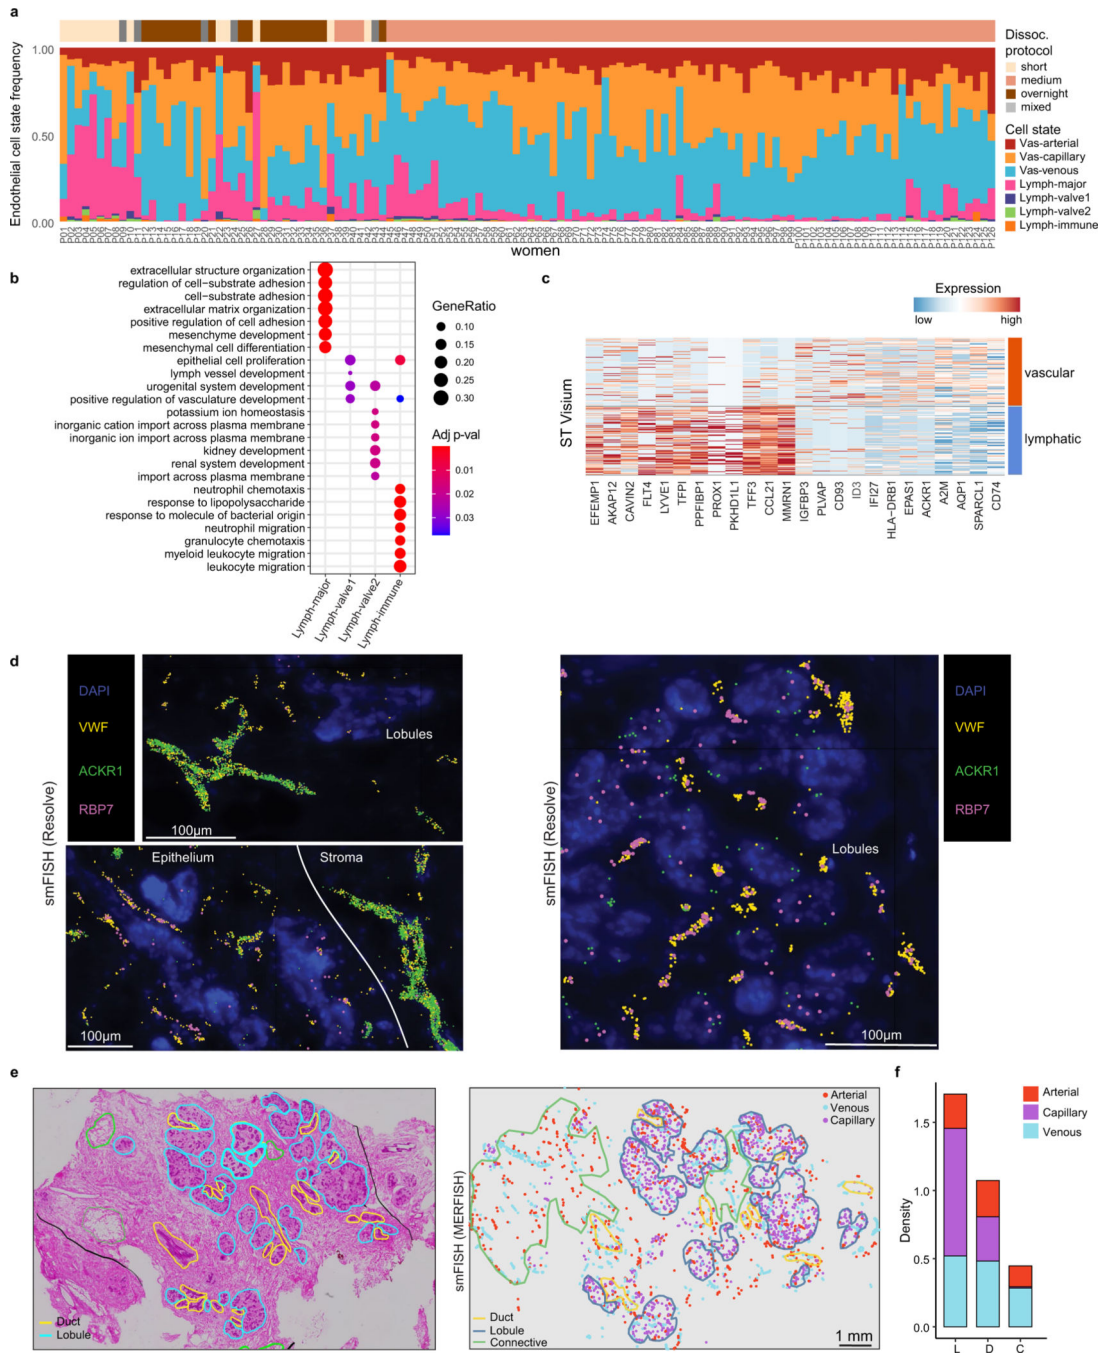 a
Endothelial cell state frequency
1.00
0.50
0.00
women
Dissoc.
protocol
short
medium
overnight
mixed
Cell state
Vas-arterial
Vas-capillary
Vas-venous
Lymph-major
Lymph-valve1
Lymph-valve2
Lymph-immune
b
extracellular structure organization
regulation of cell-substrate adhesion
cell-substrate adhesion
extracellular matrix organization
positive regulation of cell adhesion
mesenchyme development
mesenchymal cell differentiation
epithelial cell proliferation
lymph vessel development
urogenital system development
positive regulation of vasculature development
potassium ion homeostasis
inorganic cation import across plasma membrane
inorganic ion import across plasma membrane
kidney development
renal system development
import across plasma membrane
neutrophil chemotaxis
response to lipopolysaccharide
response to molecule of bacterial origin
neutrophil migration
granulocyte chemotaxis
myeloid leukocyte migration
leukocyte migration
Lymph-major
Lymph-valve1
Lymph-valve2
Lymph-immune
GeneRatio
0.10
0.15
0.20
0.25
0.30
Adj p-val
0.01
0.02
0.03
c
Expression
low high
ST Visium
vascular
lymphatic
EFEMP1
AKAP12
CAVIN2
FLT4
LYVE1
TFPI
PPFIBP1
PROX1
PKHD1L1
TFF3
CCL21
MMRN1
IGFBP3
PLVAP
CD93
ID3
IFI27
HLA-DRB1
EPAS1
ACKR1
A2M
AQP1
SPARCL1
CD74
d
smFISH (Resolve)
DAPI
VWF
ACKR1
RBP7
Lobules
100µm
Epithelium
Stroma
100µm
smFISH (Resolve)
Lobules
100µm
DAPI
VWF
ACKR1
RBP7
e
Duct
Lobule
smFISH (MERFISH)
Arterial
Venous
Capillary
Duct
Lobule
Connective
1 mm
f
Density
1.5
1.0
0.5
0.0
L D C
Arterial
Capillary
Venous